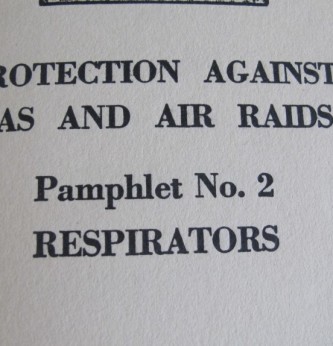 ROTECTION AGAINST
AS AND AIR RAIDS
Pamphlet No. 2
RESPIRATORS